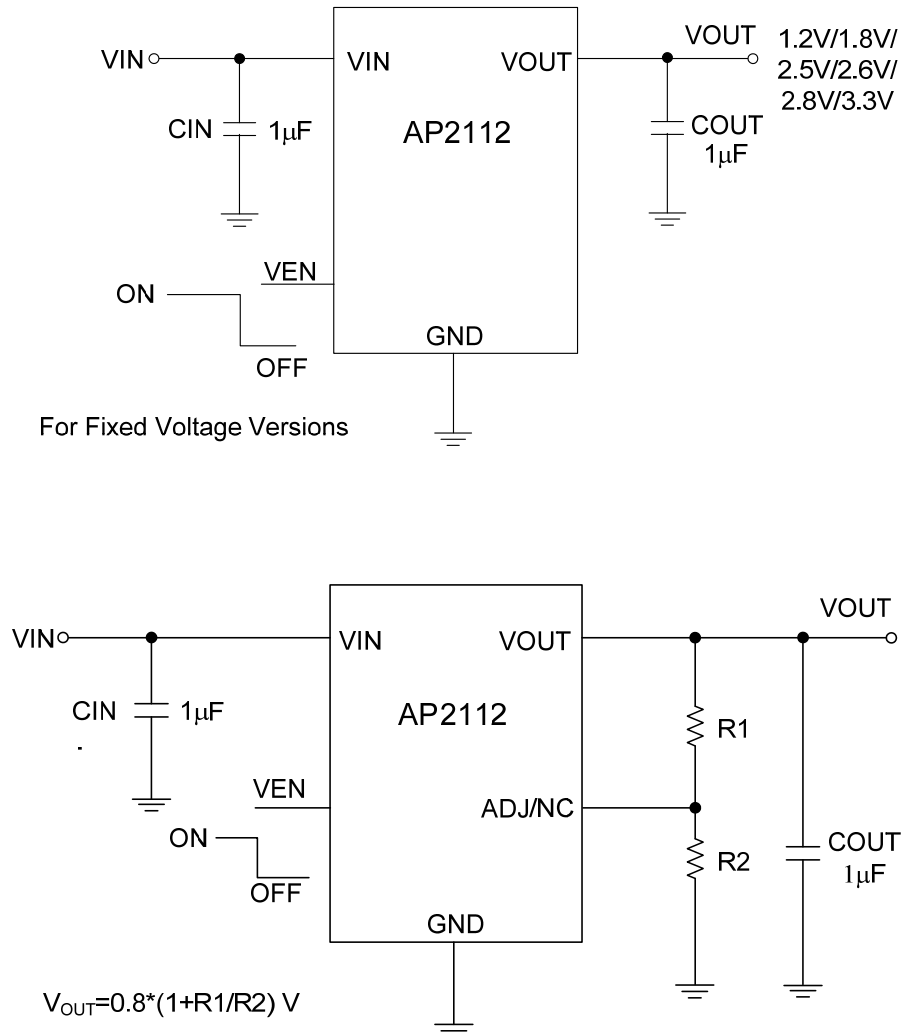 VOUT 1.2V/1.8V/
2.5V/2.6V/
2.8V/3.3V
VIN VIN VOUT
CIN 1μF AP2112 COUT
1μF
VEN
ON
OFF
GND
For Fixed Voltage Versions
VOUT
VIN VIN VOUT
CIN 1μF AP2112 R1
VEN ADJ/NC
ON
OFF
R2 COUT
1μF
GND
V_OUT=0.8*(1+R1/R2) V